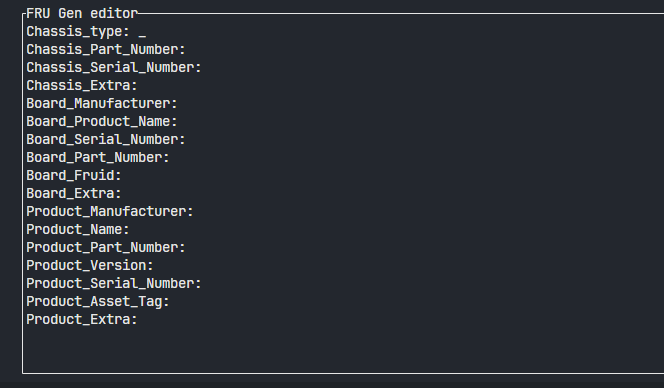 FRU Gen editor
Chassis_type: _
Chassis_Part_Number:
Chassis_Serial_Number:
Chassis_Extra:
Board_Manufacturer:
Board_Product_Name:
Board_Serial_Number:
Board_Part_Number:
Board_Fruid:
Board_Extra:
Product_Manufacturer:
Product_Name:
Product_Part_Number:
Product_Version:
Product_Serial_Number:
Product_Asset_Tag:
Product_Extra: